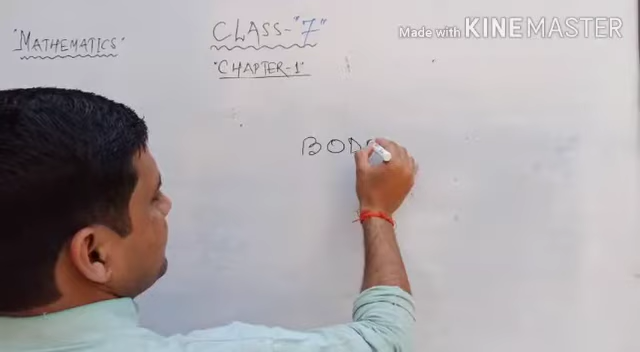 "MATHEMATICS"
CLASS-"7"
"CHAPTER-1"
Made with KINEMASTER
BOD